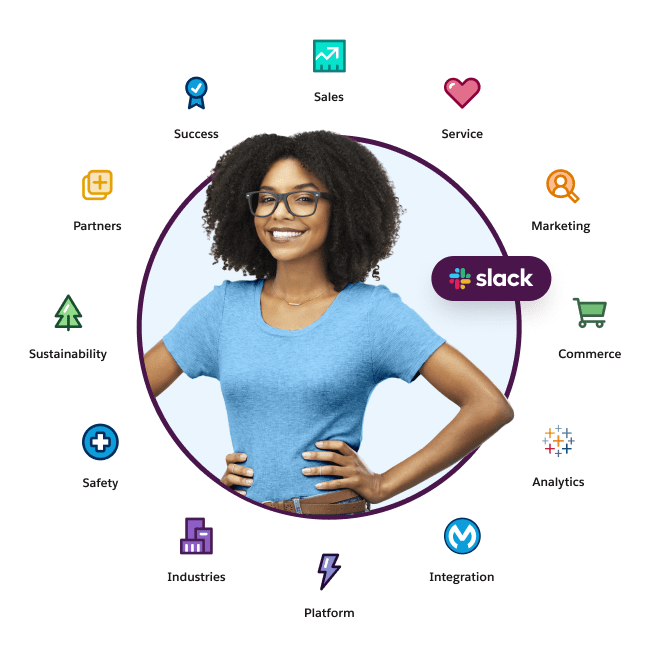 Sales
Success
Service
Partners
Marketing
slack
Sustainability
Commerce
Safety
Analytics
Industries
Integration
Platform